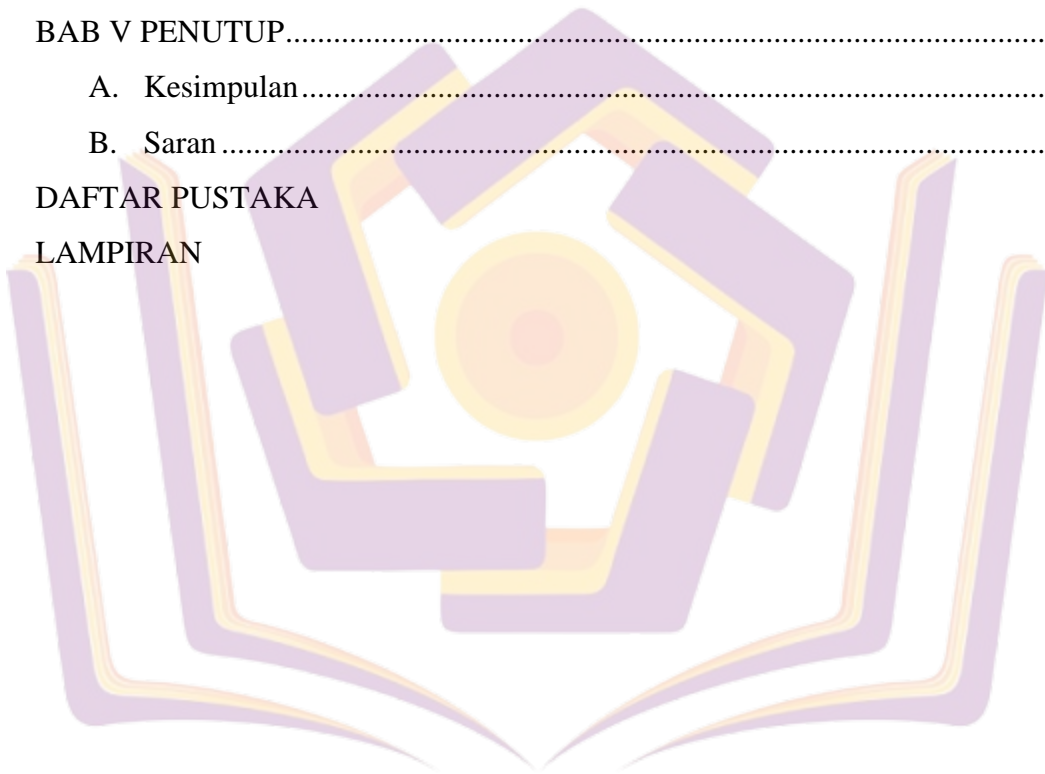 BAB V PENUTUP..............................................................................................
A. Kesimpulan............................................................................................
B. Saran......................................................................................................
DAFTAR PUSTAKA
LAMPIRAN